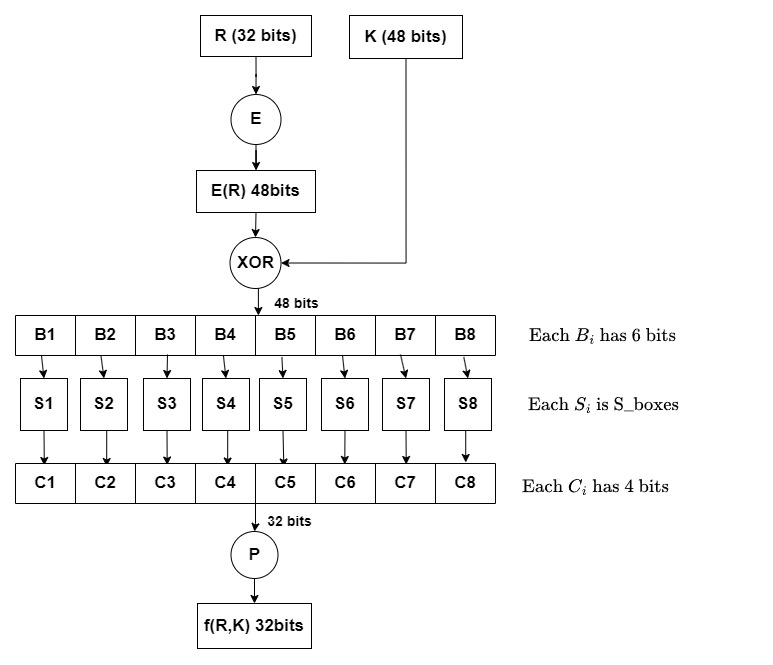 R (32 bits) K (48 bits)
E
E(R) 48bits
XOR
48 bits
B1 B2 B3 B4 B5 B6 B7 B8 Each B_i has 6 bits
S1 S2 S3 S4 S5 S6 S7 S8 Each S_i is S_boxes
C1 C2 C3 C4 C5 C6 C7 C8 Each C_i has 4 bits
32 bits
P
f(R,K) 32bits